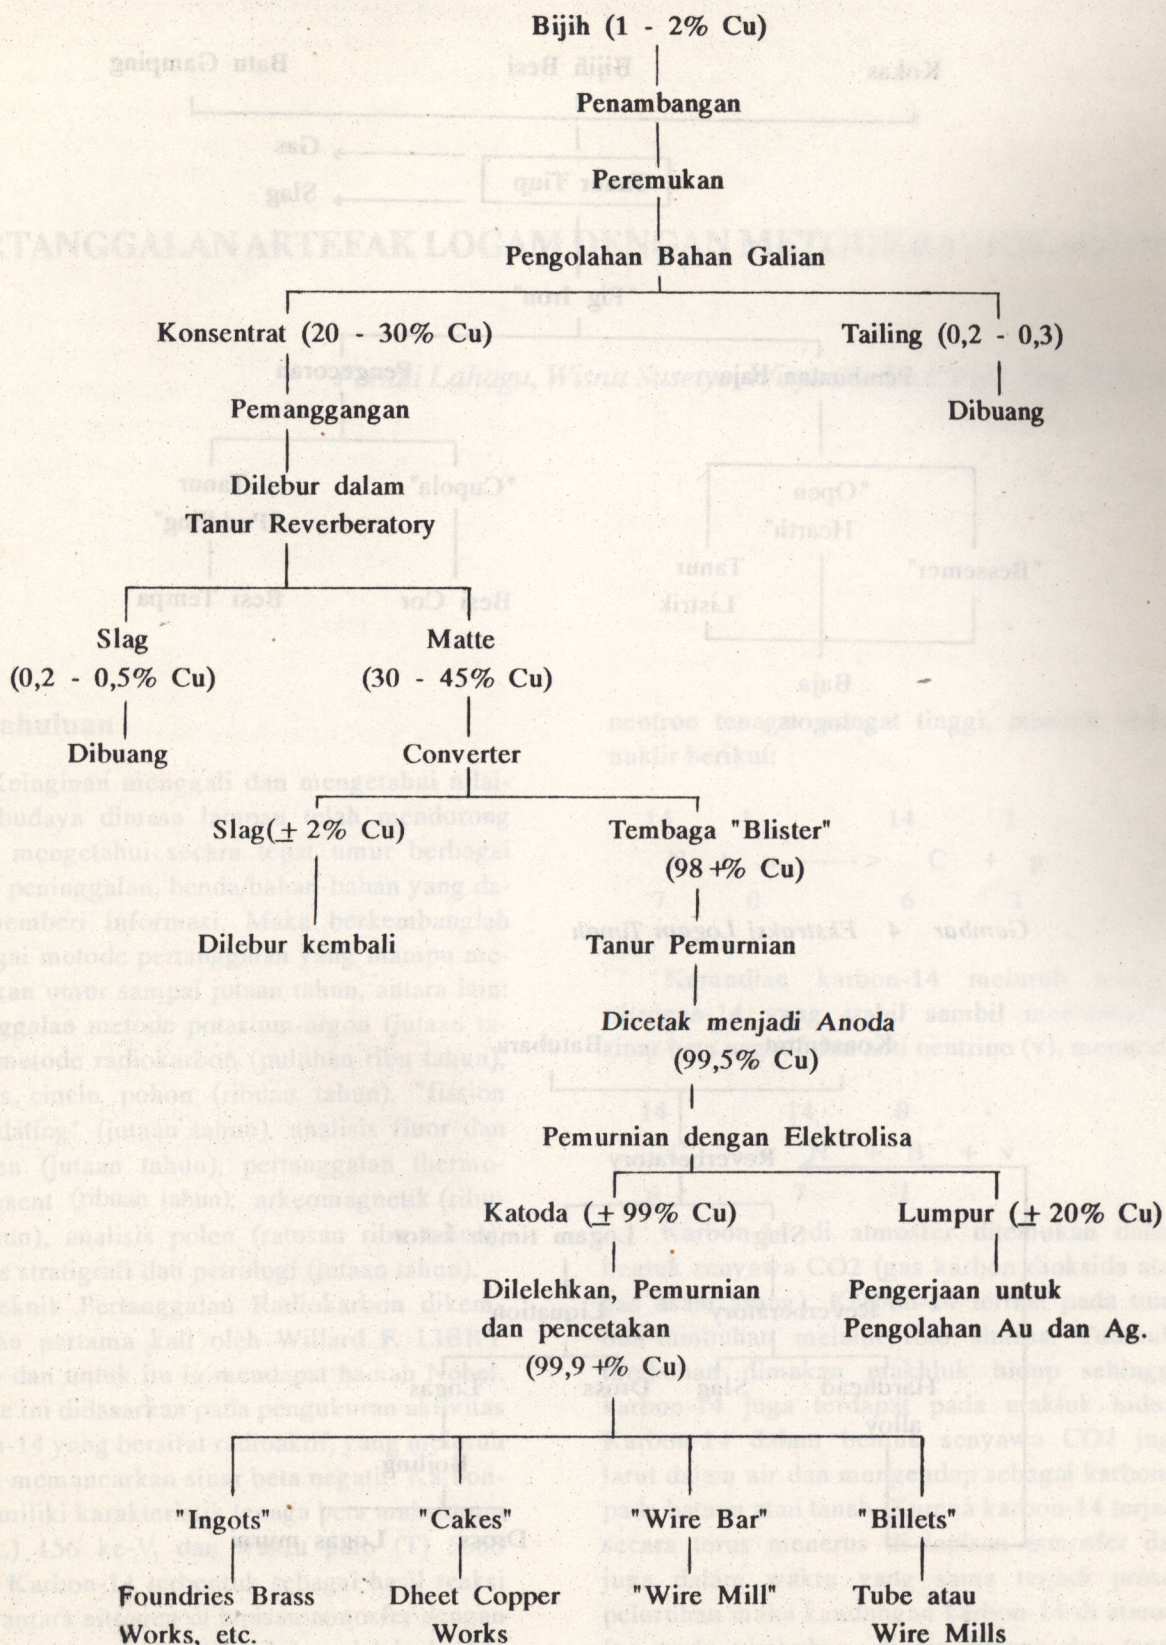 Bijih (1 - 2% Cu)
Penambangan
Peremukan
Pengolahan Bahan Galian
Konsentrat (20 - 30% Cu)
Tailing (0,2 - 0,3)
Pemanggangan
Dibuang
Dilebur dalam
Tanur Reverberatory
Slag
(0,2 - 0,5% Cu)
Matte
(30 - 45% Cu)
Dibuang
Converter
Slag(± 2% Cu)
Tembaga "Blister"
(98 +% Cu)
Dilebur kembali
Tanur Pemurnian
Dicetak menjadi Anoda
(99,5% Cu)
Pemurnian dengan Elektrolisa
Katoda (± 99% Cu)
Lumpur (± 20% Cu)
Dilelehkan, Pemurnian
dan pencetakan
(99,9 +% Cu)
Pengerjaan untuk
Pengolahan Au dan Ag.
"Ingots"
"Cakes"
"Wire Bar"
"Billets"
Foundries Brass
Works, etc.
Dheet Copper
Works
"Wire Mill"
Tube atau
Wire Mills